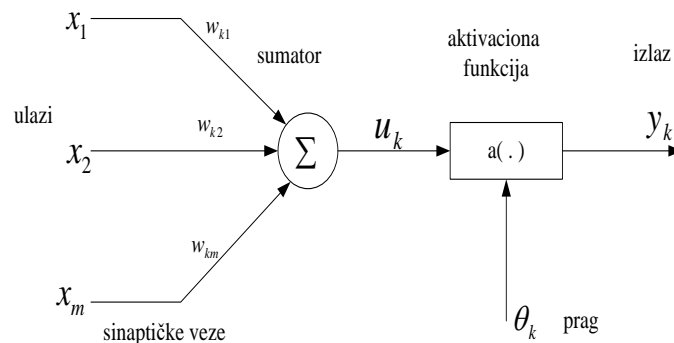 x₁
wₖ₁
sumator
aktivaciona
funkcija
izlaz
ulazi
x₂
wₖ₂
Σ
uₖ
a( . )
yₖ
wₖₘ
xₘ
sinaptičke veze
θₖ
prag